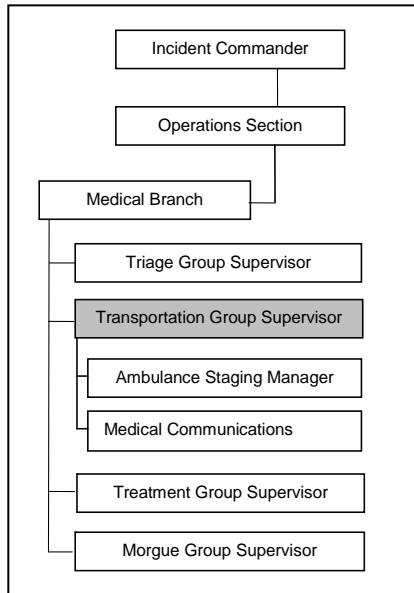 Incident Commander
Operations Section
Medical Branch
Triage Group Supervisor
Transportation Group Supervisor
Ambulance Staging Manager
Medical Communications
Treatment Group Supervisor
Morgue Group Supervisor